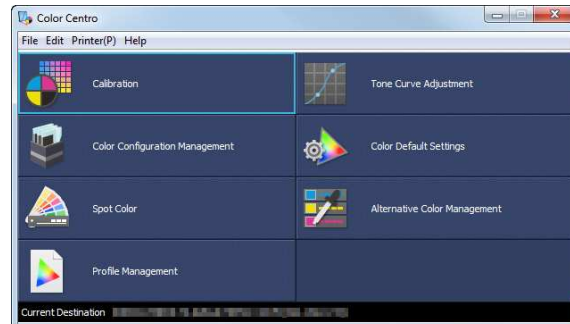 Color Centro
File Edit Printer(P) Help
Calibration
Tone Curve Adjustment
Color Configuration Management
Color Default Settings
Spot Color
Alternative Color Management
Profile Management
Current Destination